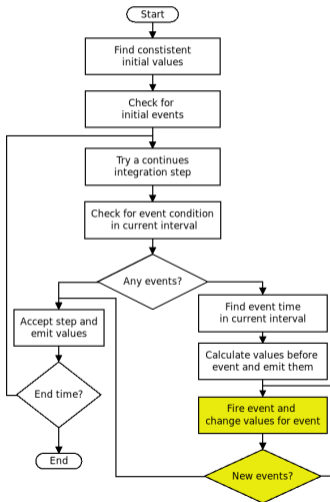 Start
Find constistent
initial values
Check for
initial events
Try a continues
integration step
Check for event condition
in current interval
Any events?
Find event time
in current interval
Accept step and
emit values
Calculate values before
event and emit them
End time?
Fire event and
change values for event
End
New events?